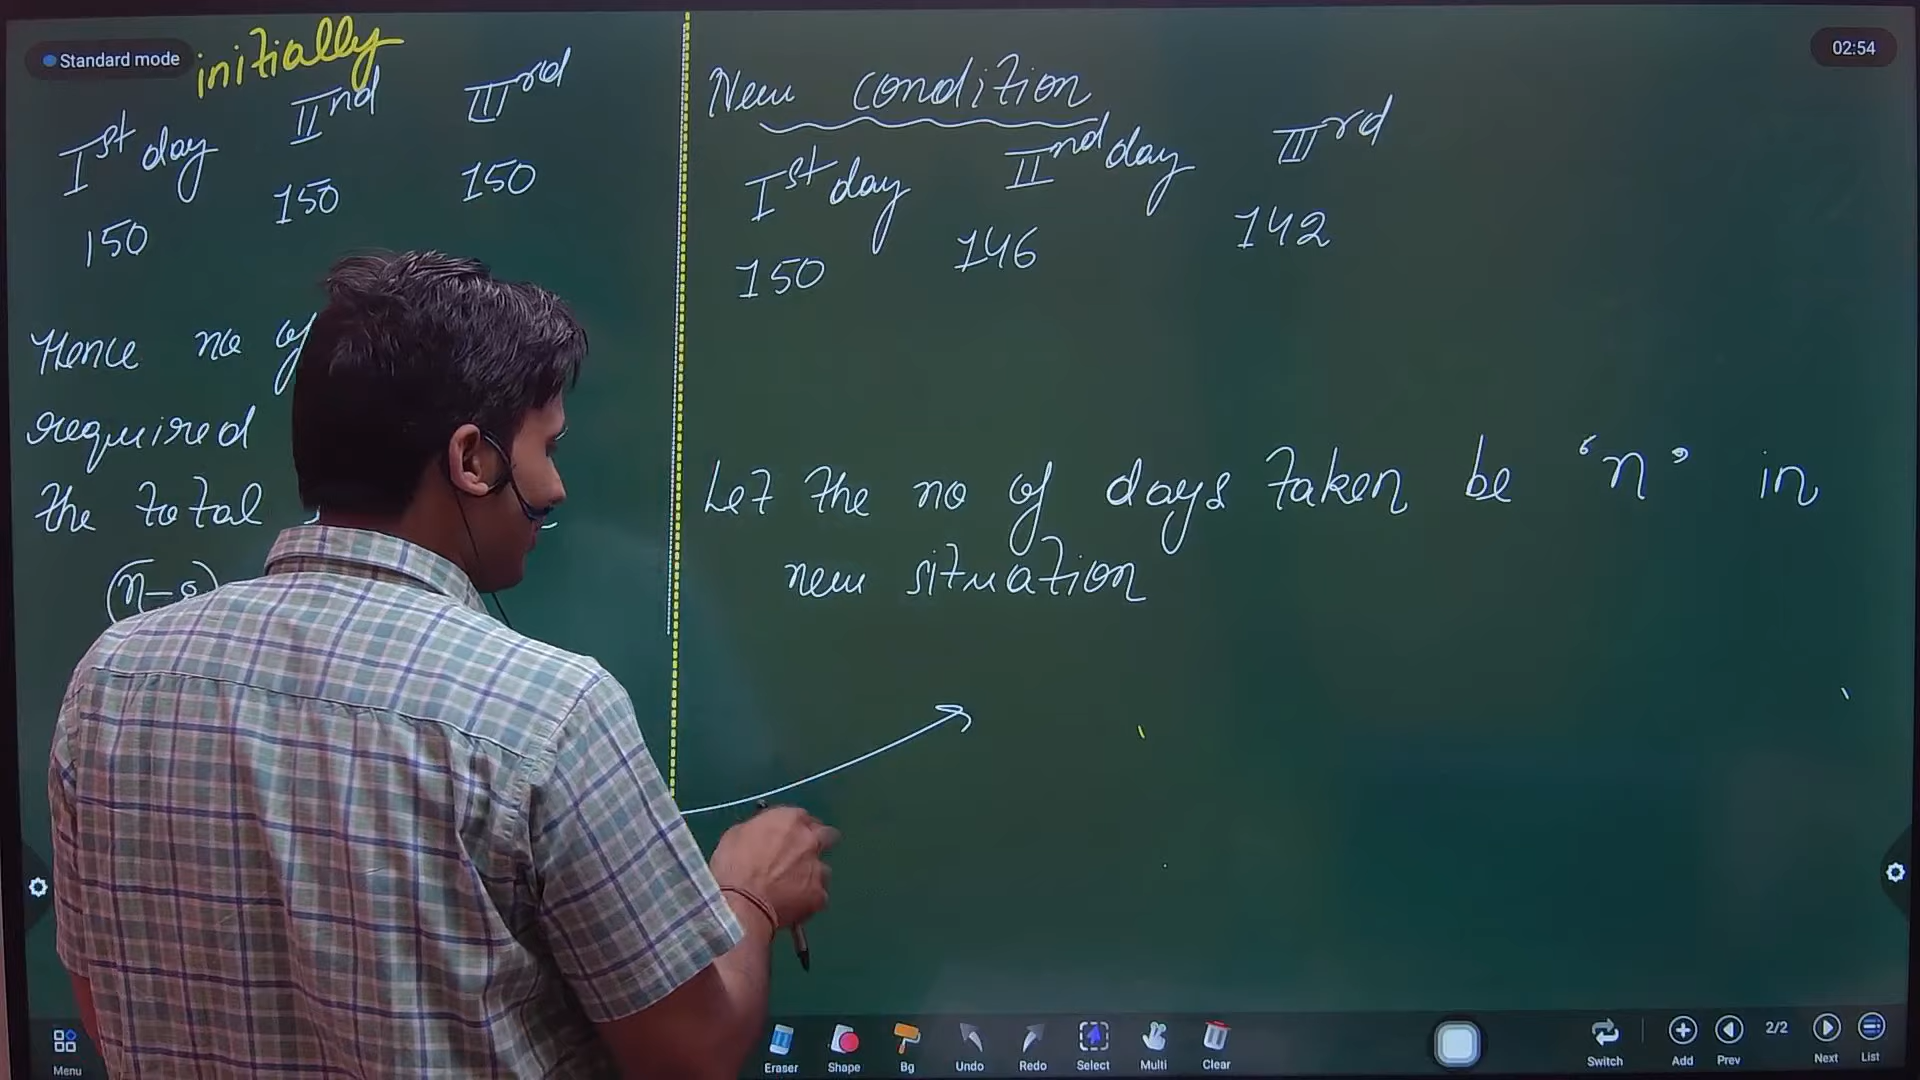 Standard mode
02:54
initially
Ist day IInd IIIrd
150 150 150
Hence no of
required
the total
(n-8)
New condition
Ist day IInd day IIIrd
150 146 142
Let the no of days taken be 'n' in
new situation
Menu
Eraser Shape Bg Undo Redo Select Multi Clear
Switch Add Prev 2/2 Next List